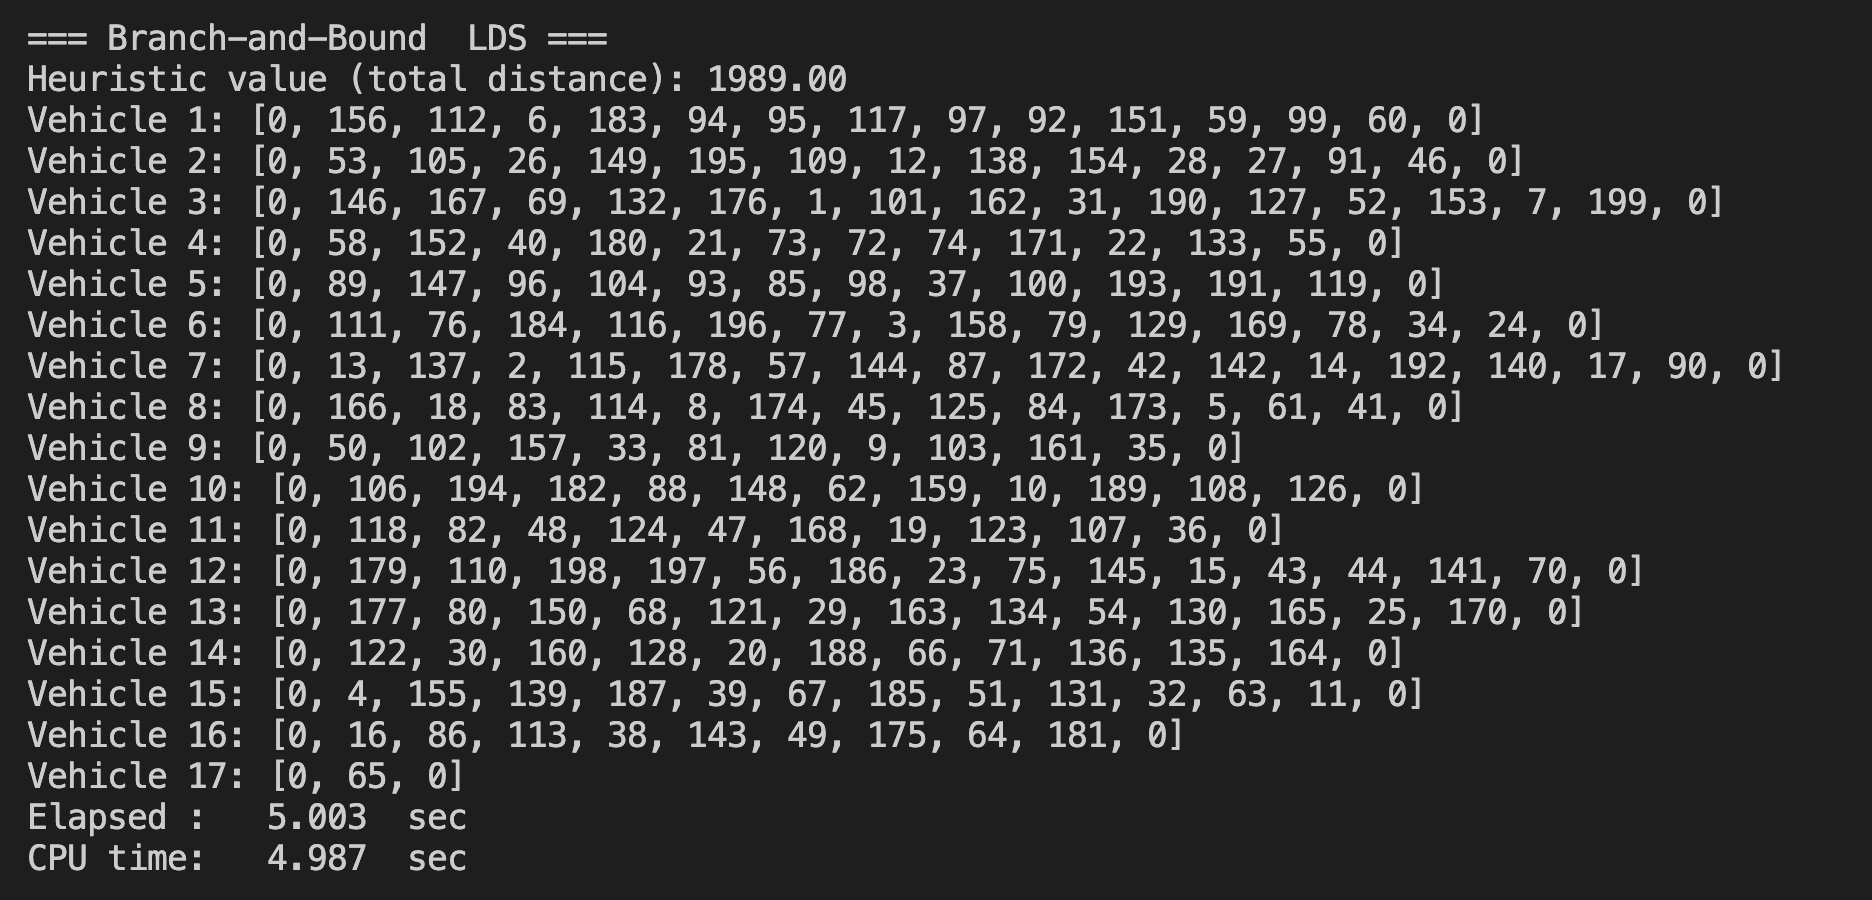 === Branch-and-Bound  LDS ===
Heuristic value (total distance): 1989.00
Vehicle 1: [0, 156, 112, 6, 183, 94, 95, 117, 97, 92, 151, 59, 99, 60, 0]
Vehicle 2: [0, 53, 105, 26, 149, 195, 109, 12, 138, 154, 28, 27, 91, 46, 0]
Vehicle 3: [0, 146, 167, 69, 132, 176, 1, 101, 162, 31, 190, 127, 52, 153, 7, 199, 0]
Vehicle 4: [0, 58, 152, 40, 180, 21, 73, 72, 74, 171, 22, 133, 55, 0]
Vehicle 5: [0, 89, 147, 96, 104, 93, 85, 98, 37, 100, 193, 191, 119, 0]
Vehicle 6: [0, 111, 76, 184, 116, 196, 77, 3, 158, 79, 129, 169, 78, 34, 24, 0]
Vehicle 7: [0, 13, 137, 2, 115, 178, 57, 144, 87, 172, 42, 142, 14, 192, 140, 17, 90, 0]
Vehicle 8: [0, 166, 18, 83, 114, 8, 174, 45, 125, 84, 173, 5, 61, 41, 0]
Vehicle 9: [0, 50, 102, 157, 33, 81, 120, 9, 103, 161, 35, 0]
Vehicle 10: [0, 106, 194, 182, 88, 148, 62, 159, 10, 189, 108, 126, 0]
Vehicle 11: [0, 118, 82, 48, 124, 47, 168, 19, 123, 107, 36, 0]
Vehicle 12: [0, 179, 110, 198, 197, 56, 186, 23, 75, 145, 15, 43, 44, 141, 70, 0]
Vehicle 13: [0, 177, 80, 150, 68, 121, 29, 163, 134, 54, 130, 165, 25, 170, 0]
Vehicle 14: [0, 122, 30, 160, 128, 20, 188, 66, 71, 136, 135, 164, 0]
Vehicle 15: [0, 4, 155, 139, 187, 39, 67, 185, 51, 131, 32, 63, 11, 0]
Vehicle 16: [0, 16, 86, 113, 38, 143, 49, 175, 64, 181, 0]
Vehicle 17: [0, 65, 0]
Elapsed :   5.003  sec
CPU time:   4.987  sec